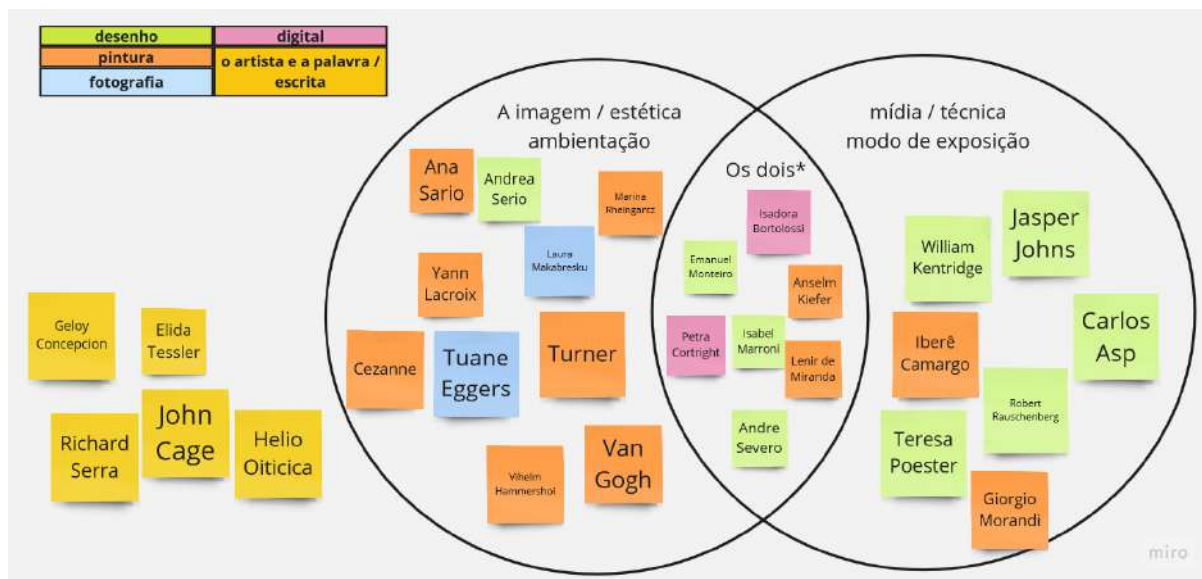 desenho
digital
pintura
o artista e a palavra /
escrita
fotografia
A imagem / estética
ambientação
mídia / técnica
modo de exposição
Os dois*
Geloy
Concepcion
Elida
Tessler
Richard
Serra
John
Cage
Helio
Oiticica
Ana
Sario
Andrea
Serio
Marina
Rheingantz
Laura
Makabresku
Yann
Lacroix
Cezanne
Tuane
Eggers
Turner
Vihelm
Hammershoi
Van
Gogh
Isadora
Bortolossi
Emanuel
Monteiro
Anselm
Kiefer
Petra
Cortright
Isabel
Marroni
Lenir de
Miranda
Andre
Severo
William
Kentridge
Jasper
Johns
Iberê
Camargo
Carlos
Asp
Robert
Rauschenberg
Teresa
Poester
Giorgio
Morandi
miro